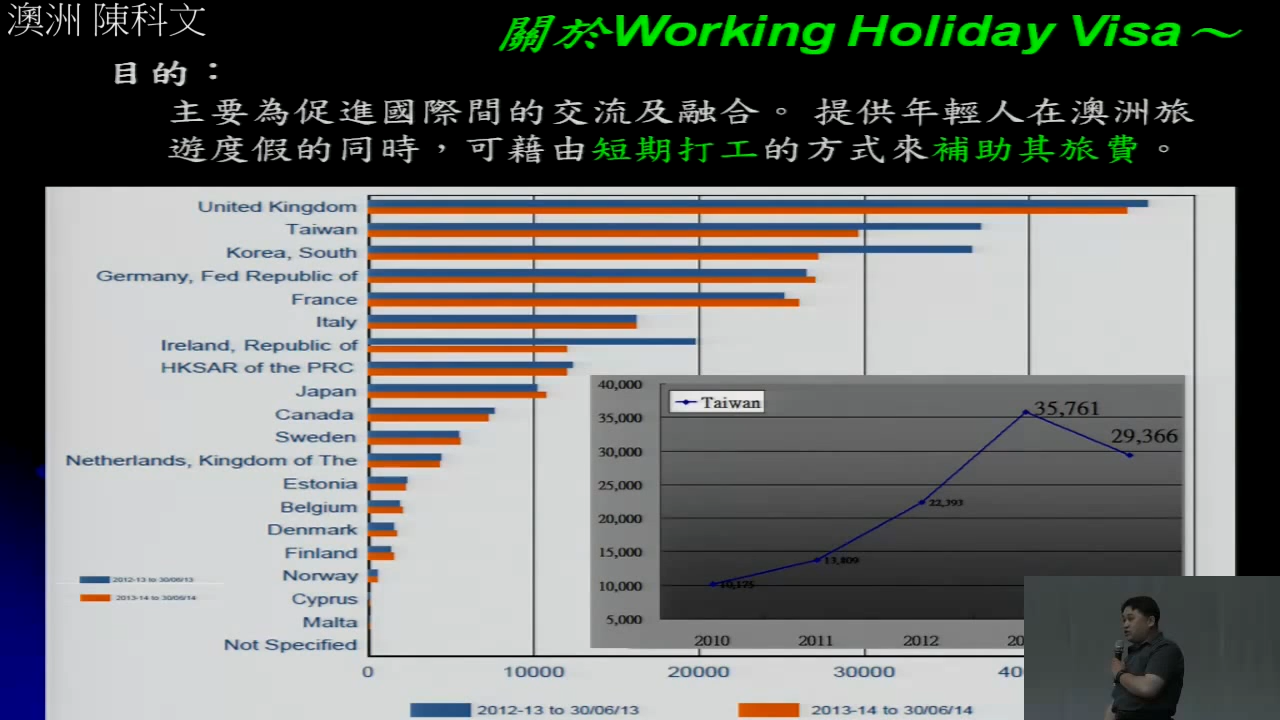 澳洲 陳科文
關於Working Holiday Visa～
目的：
主要為促進國際間的交流及融合。提供年輕人在澳洲旅
遊度假的同時，可藉由短期打工的方式來補助其旅費。
United Kingdom
Taiwan
Korea, South
Germany, Fed Republic of
France
Italy
Ireland, Republic of
HKSAR of the PRC
Japan
Canada
Sweden
Netherlands, Kingdom of The
Estonia
Belgium
Denmark
Finland
Norway
Cyprus
Malta
Not Specified
2012-13 to 30/06/13
2013-14 to 30/06/14
0 10000 20000 30000 40
2012-13 to 30/06/13 2013-14 to 30/06/14
Taiwan
40,000
35,000
30,000
25,000
20,000
15,000
10,000
5,000
35,761
29,366
22,393
13,809
10,175
2010 2011 2012 20